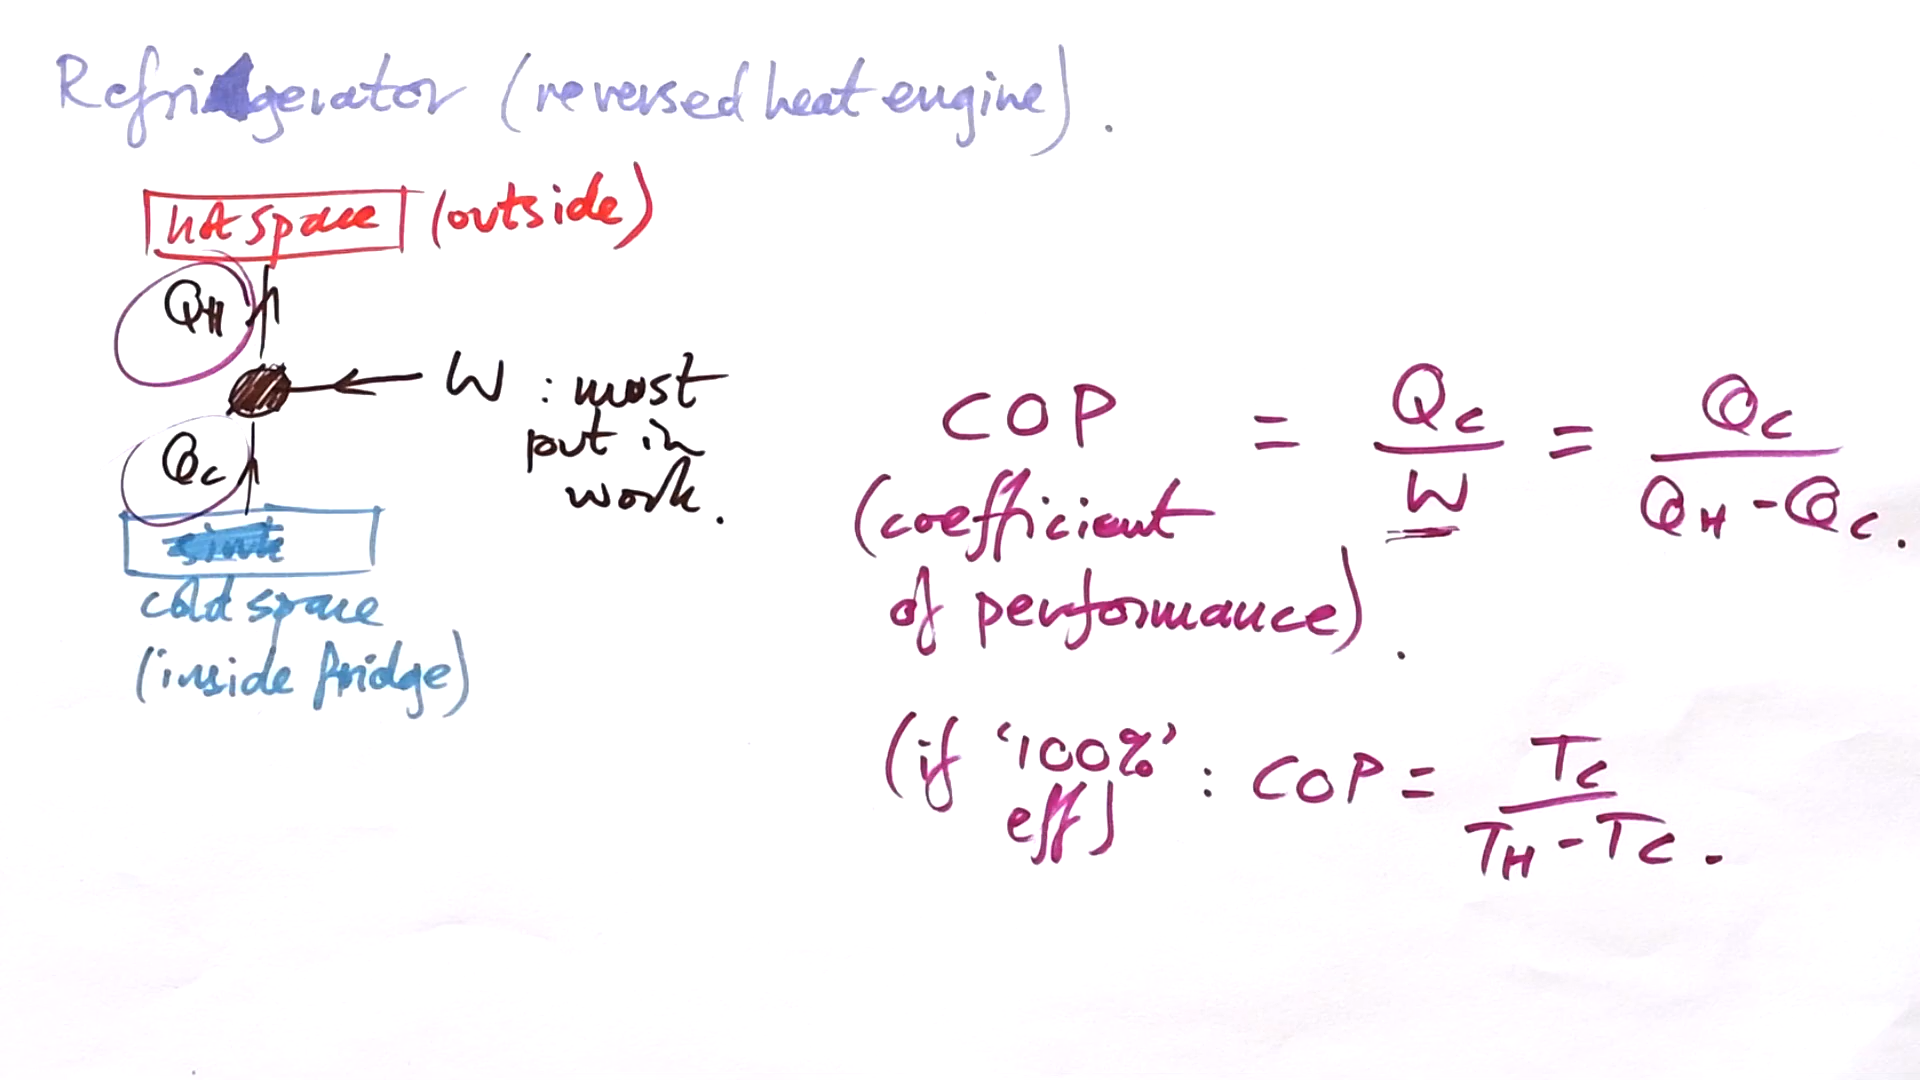 Refrigerator (reversed heat engine).
hot space (outside)
QH
W : must
put in
work.
QC
sink
cold space
(inside fridge)
COP = QC / W = QC / QH - QC.
(coefficient
of performance).
(if '100%' : COP = TC / TH - TC.
eff)